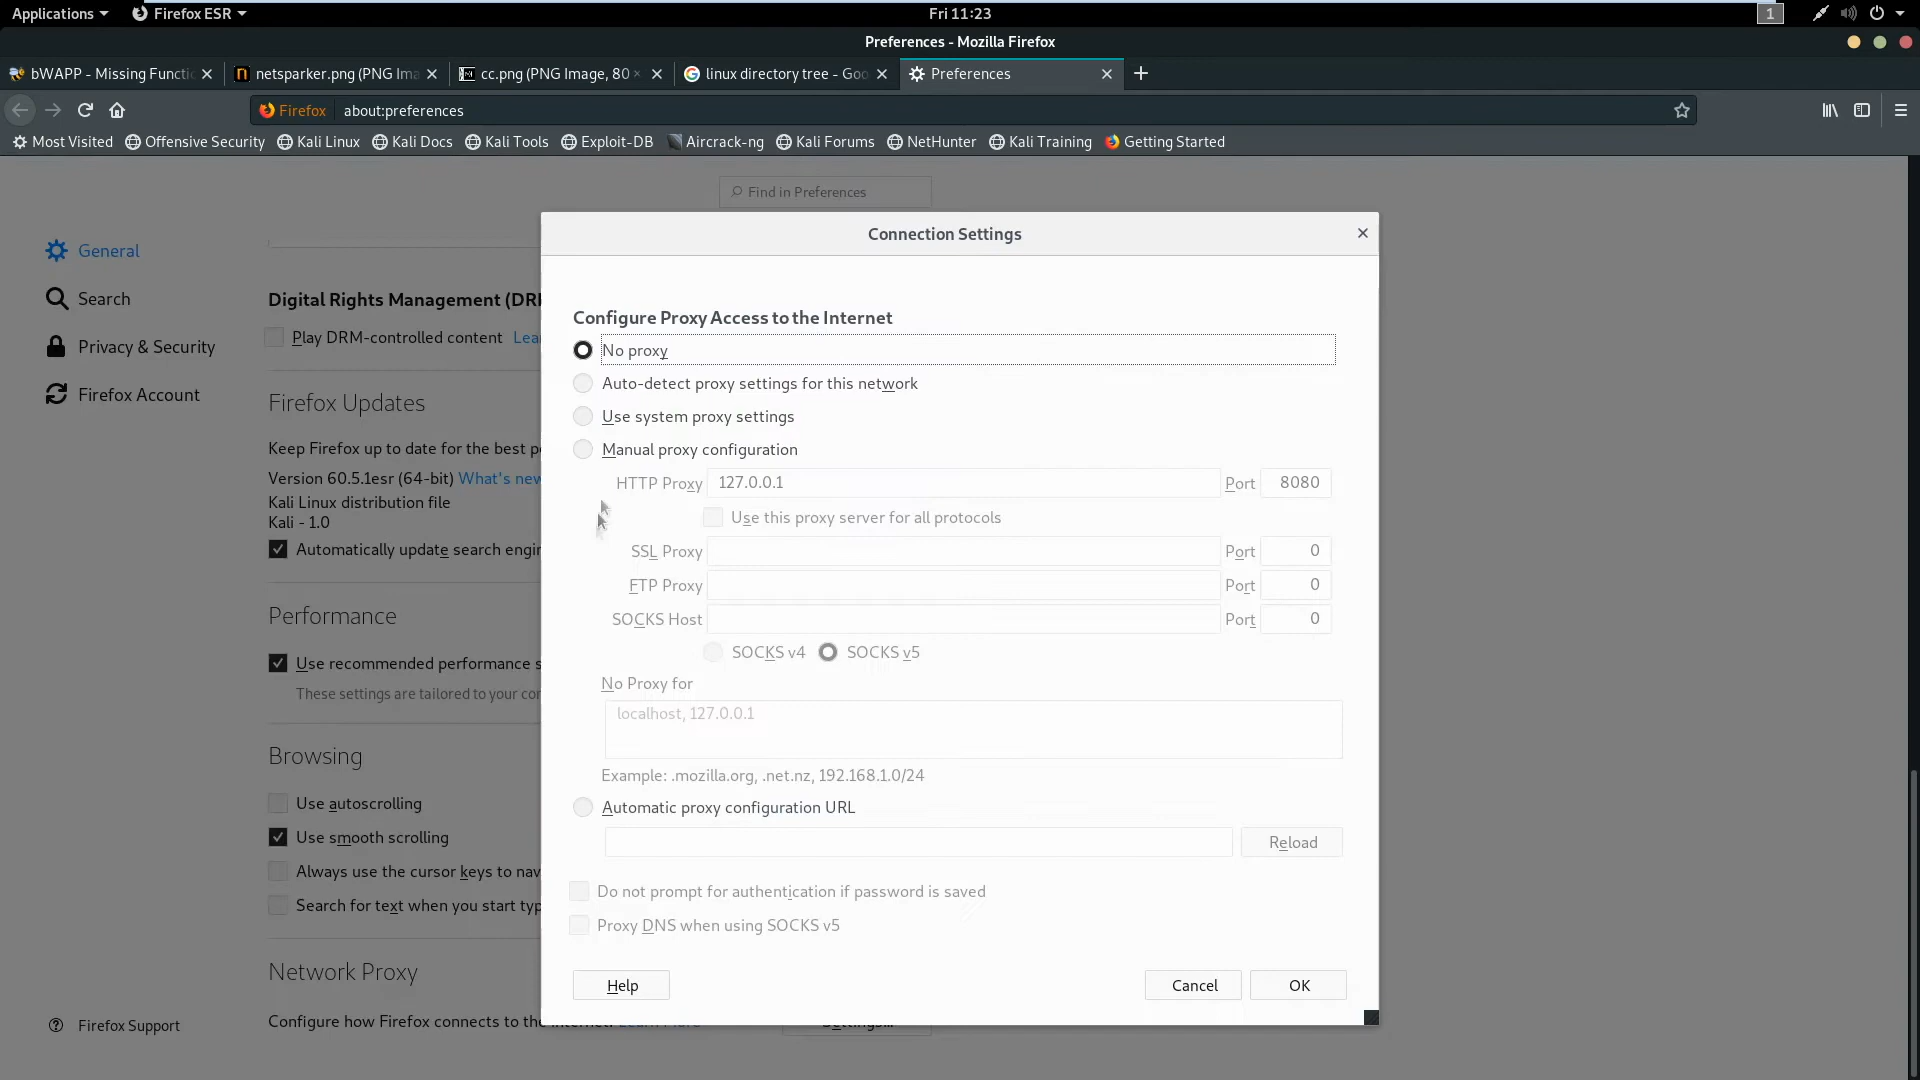 Applications
Firefox ESR
Fri 11:23
1
Preferences - Mozilla Firefox
bWAPP - Missing Functi
netsparker.png (PNG Ima
cc.png (PNG Image, 80
linux directory tree - Goo
Preferences
Firefox
about:preferences
Most Visited
Offensive Security
Kali Linux
Kali Docs
Kali Tools
Exploit-DB
Aircrack-ng
Kali Forums
NetHunter
Kali Training
Getting Started
Find in Preferences
General
Search
Privacy & Security
Firefox Account
Firefox Support
Digital Rights Management (DRM
Play DRM-controlled content Lea
Firefox Updates
Keep Firefox up to date for the best pe
Version 60.5.1esr (64-bit) What's new
Kali Linux distribution file
Kali - 1.0
Automatically update search engin
Performance
Use recommended performance s
These settings are tailored to your com
Browsing
Use autoscrolling
Use smooth scrolling
Always use the cursor keys to nav
Search for text when you start typ
Network Proxy
Configure how Firefox connects to the internet. Learn More
Settings...
Connection Settings
Configure Proxy Access to the Internet
No proxy
Auto-detect proxy settings for this network
Use system proxy settings
Manual proxy configuration
HTTP Proxy 127.0.0.1 Port 8080
Use this proxy server for all protocols
SSL Proxy Port 0
FTP Proxy Port 0
SOCKS Host Port 0
SOCKS v4 SOCKS v5
No Proxy for
localhost, 127.0.0.1
Example: .mozilla.org, .net.nz, 192.168.1.0/24
Automatic proxy configuration URL
Reload
Do not prompt for authentication if password is saved
Proxy DNS when using SOCKS v5
Help
Cancel
OK